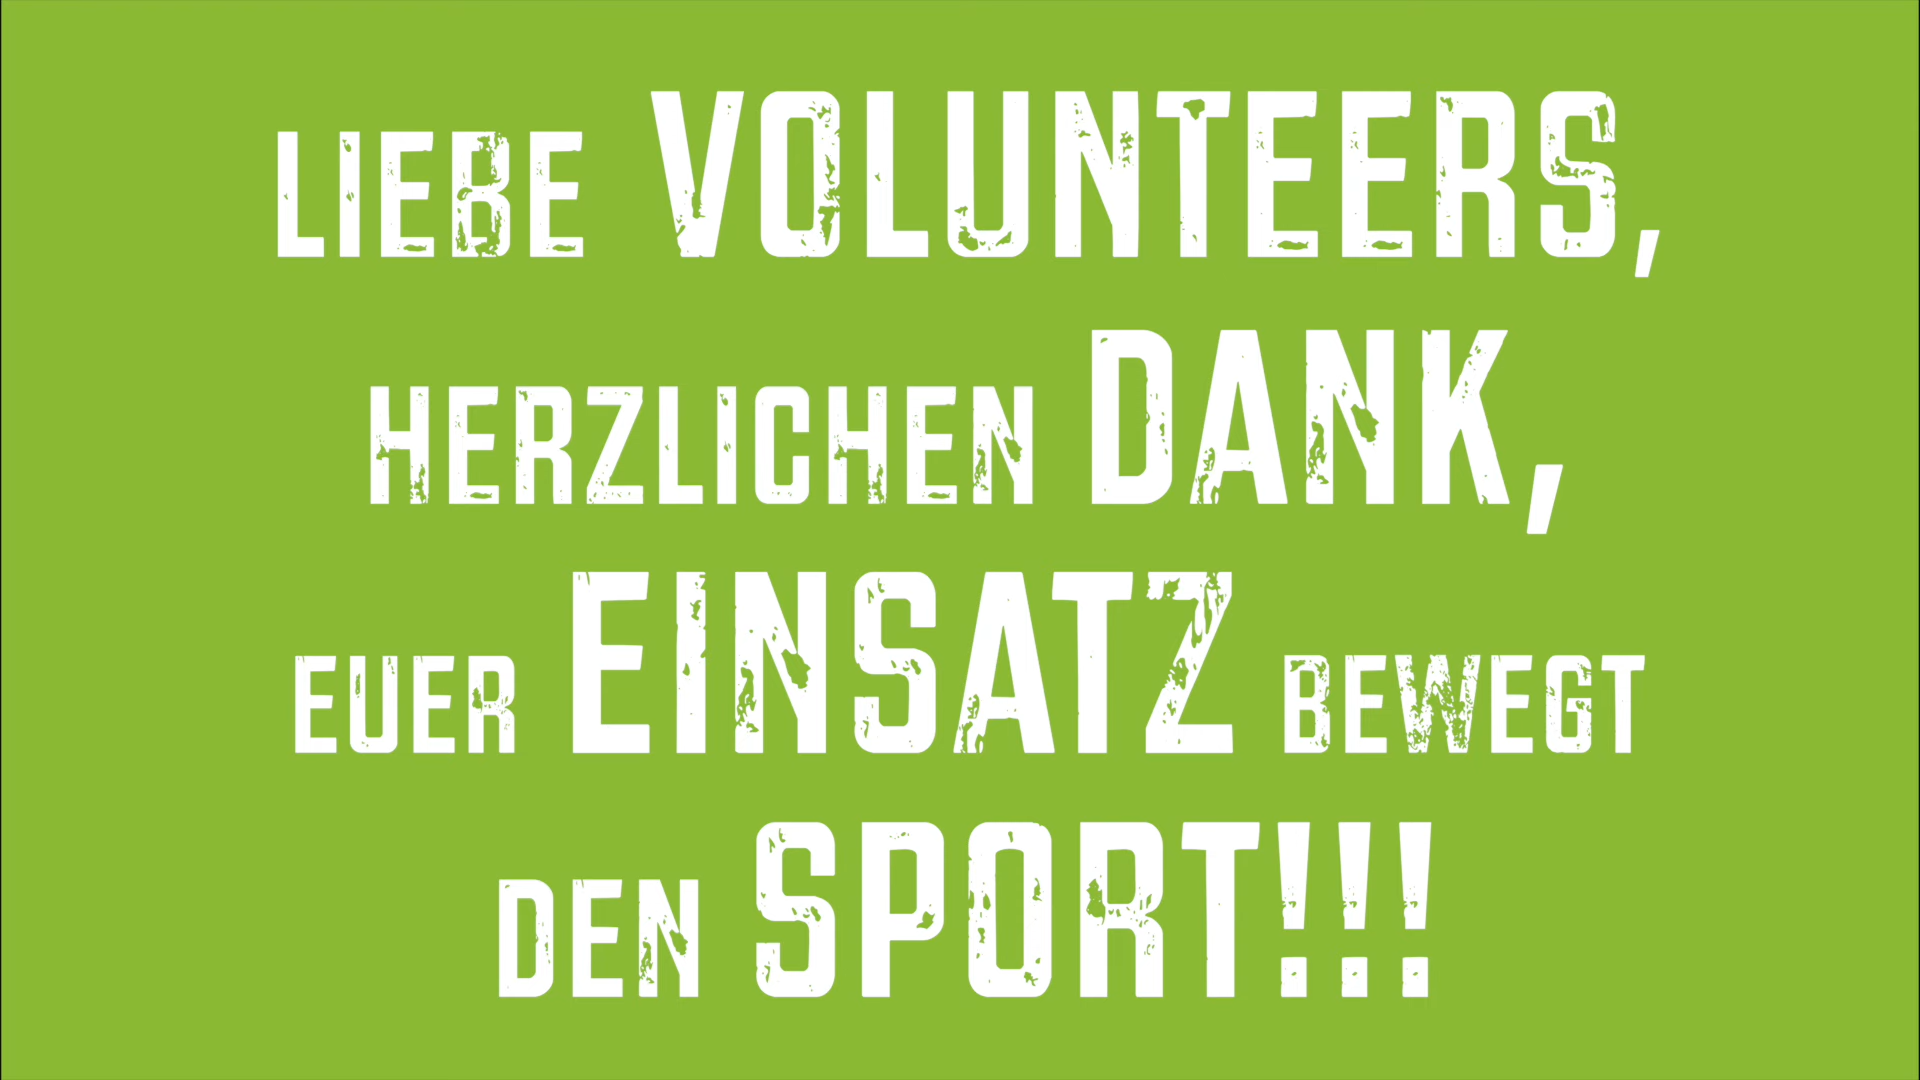 LIEBE VOLUNTEERS,
HERZLICHEN DANK,
EUER EINSATZ BEWEGT
DEN SPORT!!!